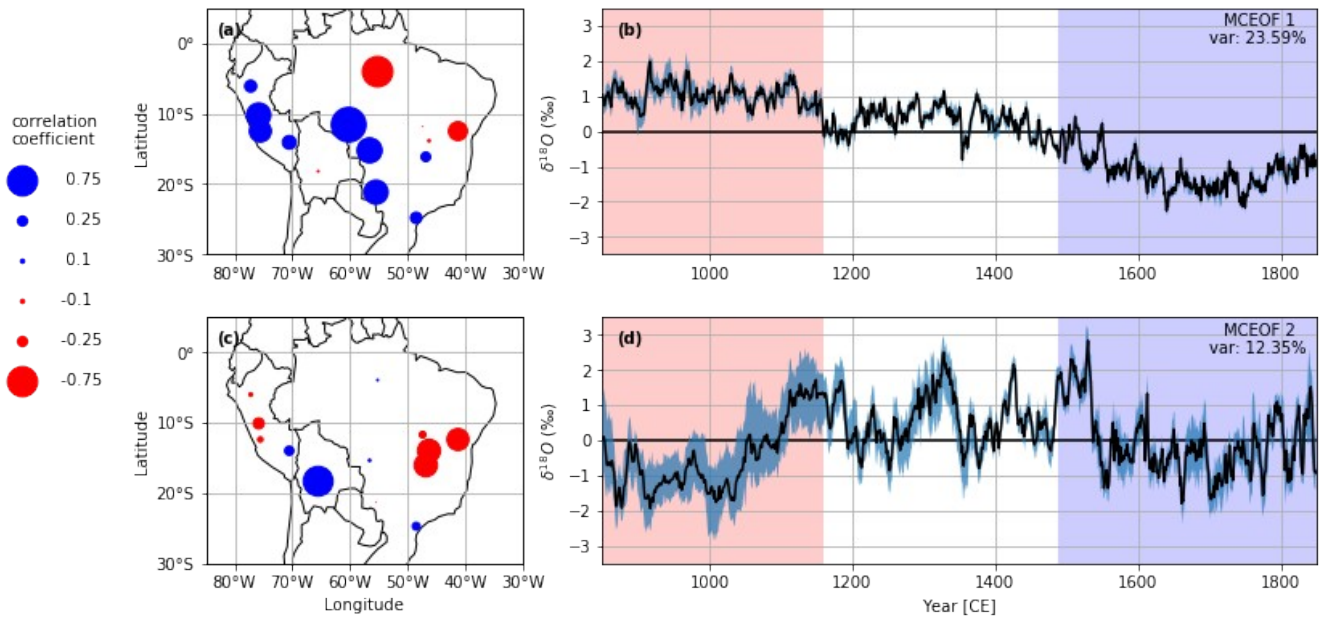 correlation
coefficient
0.75
0.25
0.1
-0.1
-0.25
-0.75
(a)
Latitude
0°
10°S
20°S
30°S
80°W 70°W 60°W 50°W 40°W 30°W
(b)
MCEOF 1
var: 23.59%
δ¹⁸O (‰)
3
2
1
0
−1
−2
−3
1000 1200 1400 1600 1800
(c)
Latitude
0°
10°S
20°S
30°S
80°W 70°W 60°W 50°W 40°W 30°W
Longitude
(d)
MCEOF 2
var: 12.35%
δ¹⁸O (‰)
3
2
1
0
−1
−2
−3
1000 1200 1400 1600 1800
Year [CE]